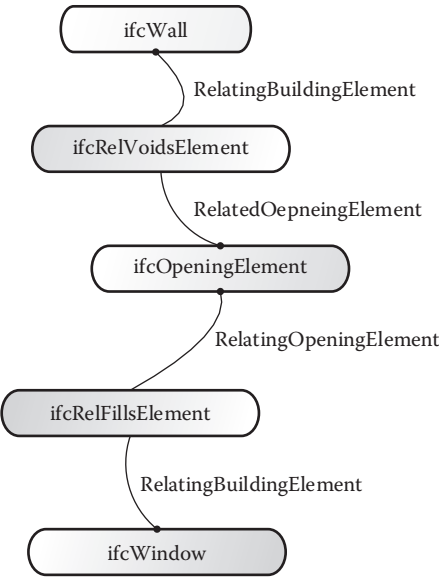 ifcWall
RelatingBuildingElement
ifcRelVoidsElement
RelatedOepneingElement
ifcOpeningElement
RelatingOpeningElement
ifcRelFillsElement
RelatingBuildingElement
ifcWindow